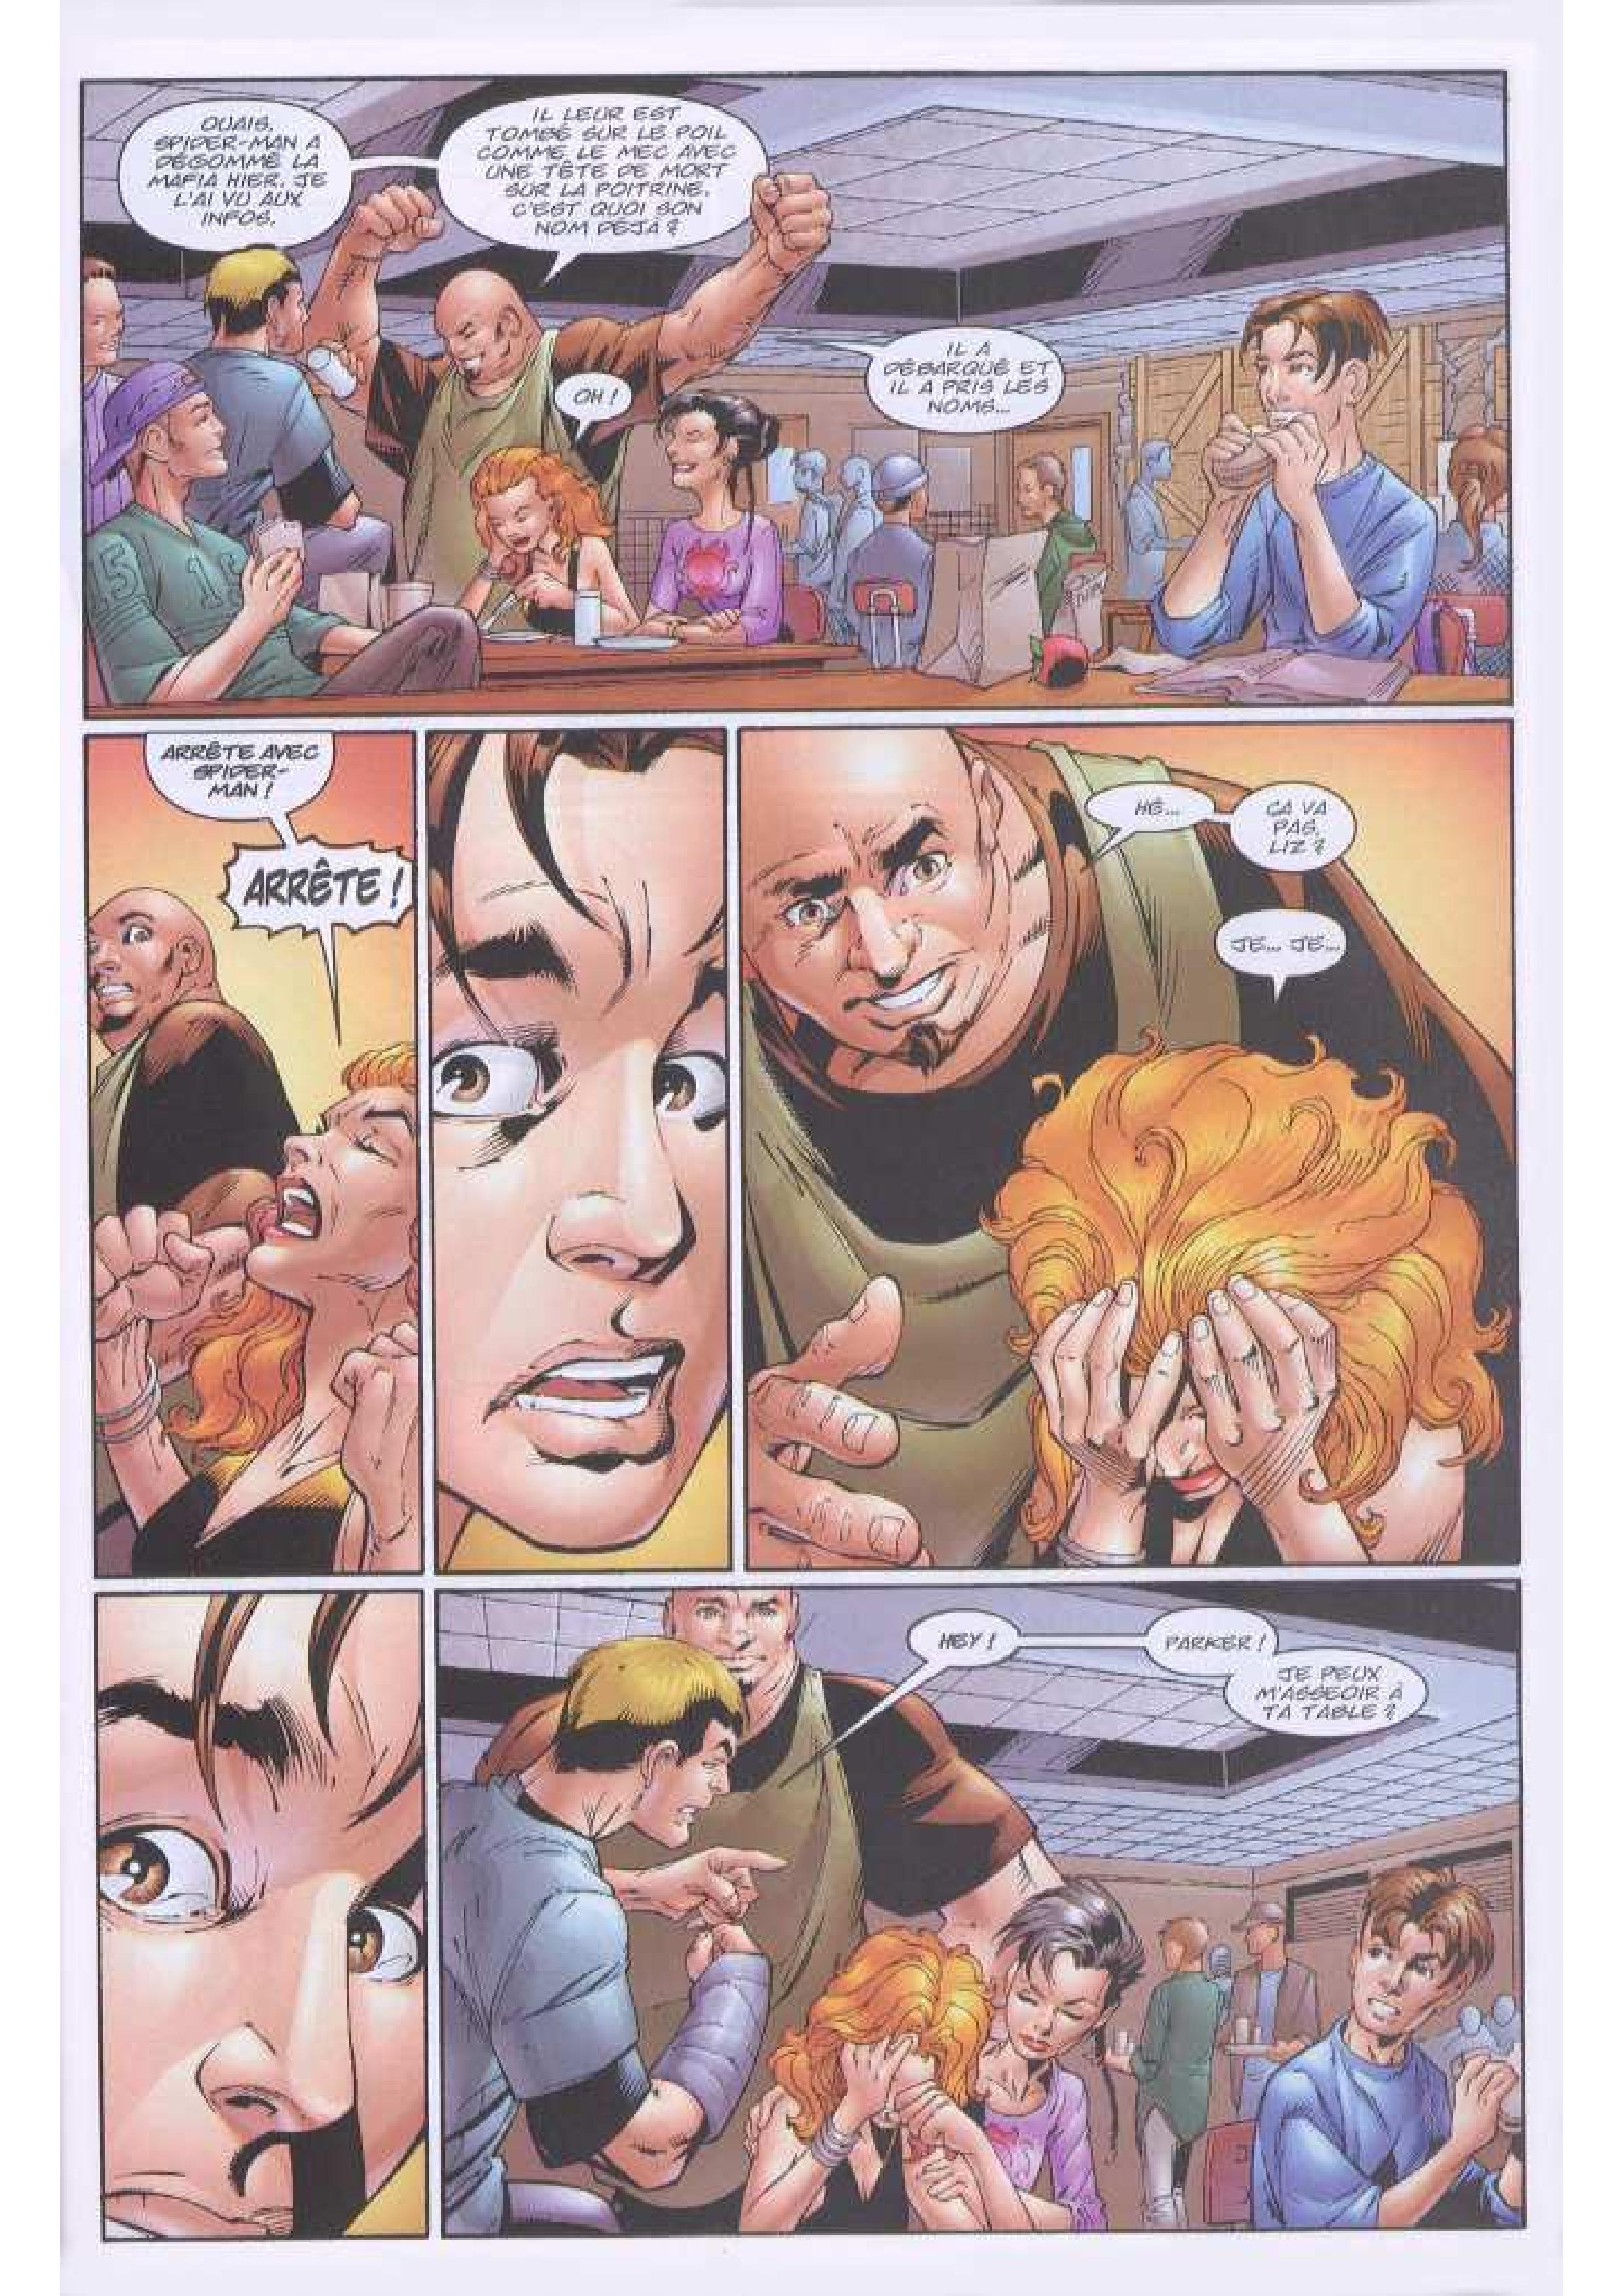 OUAIS,
SPIDER-MAN A
DÉGOMMÉ LA
MAFIA HIER. JE
L'AI VU AUX
INFOS.
IL LEUR EST
TOMBÉ SUR LE POIL
COMME LE MEC AVEC
UNE TÊTE DE MORT
SUR LA POITRINE.
C'EST QUOI SON
NOM DÉJÀ ?
OH !
IL A
DÉBARQUÉ ET
IL A PRIS LES
NOMS...
15
ARRÊTE AVEC
SPIDER-
MAN !
ARRÊTE !
HÉ...
ÇA VA
PAS,
LIZ ?
JE... JE...
HEY !
PARKER !
JE PEUX
M'ASSEOIR À
TA TABLE ?